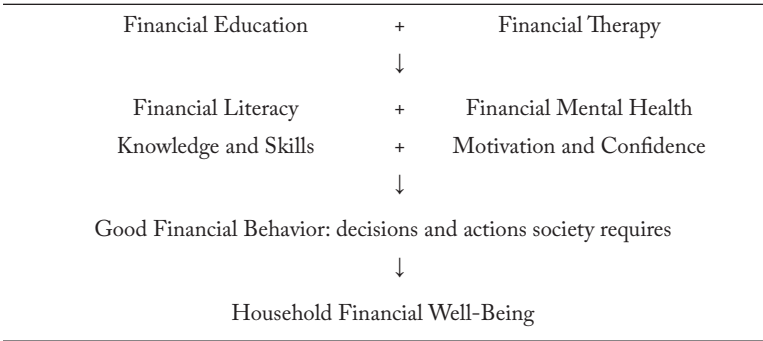 Financial Education + Financial Therapy
↓
Financial Literacy + Financial Mental Health
Knowledge and Skills + Motivation and Confidence
↓
Good Financial Behavior: decisions and actions society requires
↓
Household Financial Well-Being